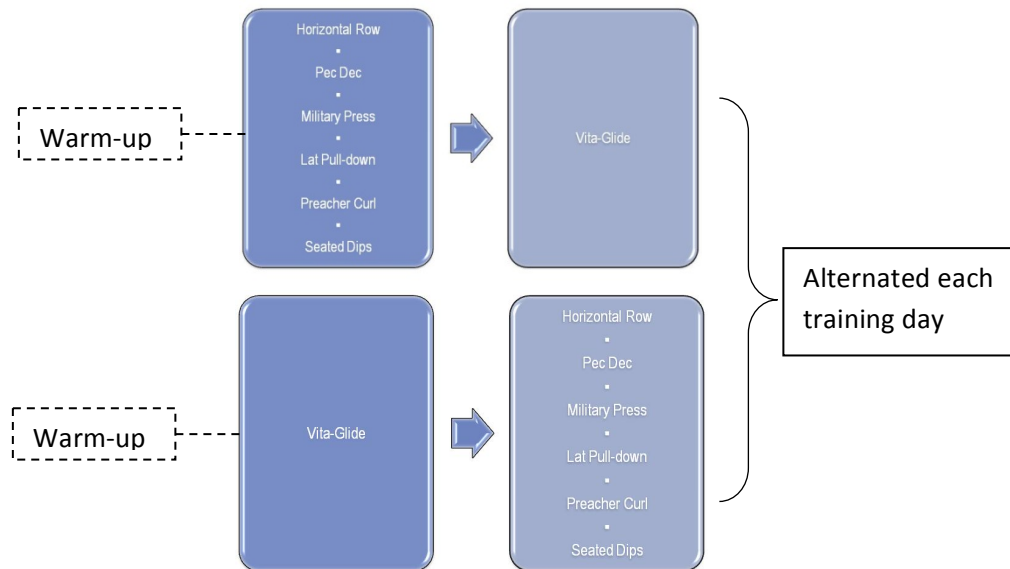 Warm-up
Horizontal Row
Pec Dec
Military Press
Lat Pull-down
Preacher Curl
Seated Dips
Vita-Glide
Warm-up
Vita-Glide
Horizontal Row
Pec Dec
Military Press
Lat Pull-down
Preacher Curl
Seated Dips
Alternated each
training day